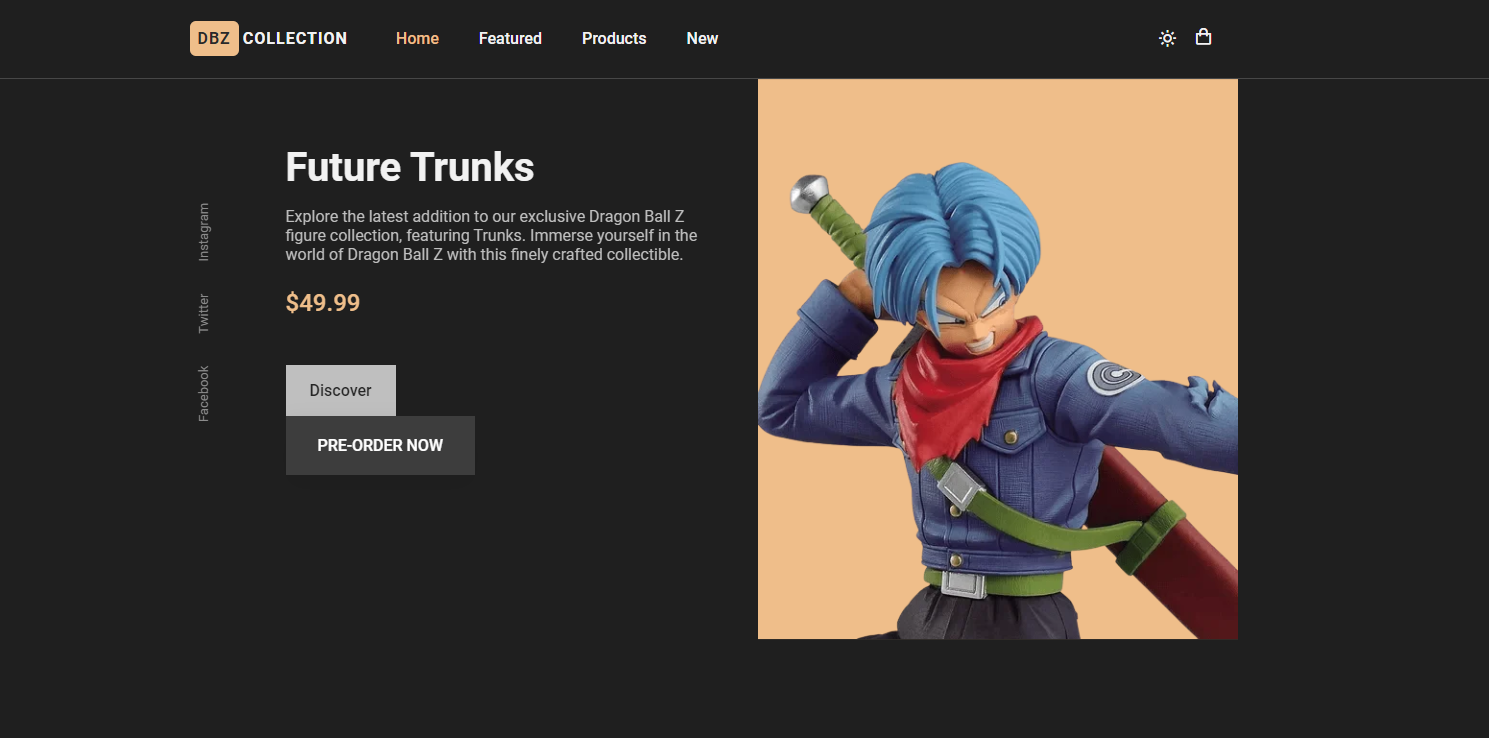 DBZ COLLECTION Home Featured Products New
Future Trunks
Explore the latest addition to our exclusive Dragon Ball Z
figure collection, featuring Trunks. Immerse yourself in the
world of Dragon Ball Z with this finely crafted collectible.
$49.99
Discover
PRE-ORDER NOW
Instagram
Twitter
Facebook